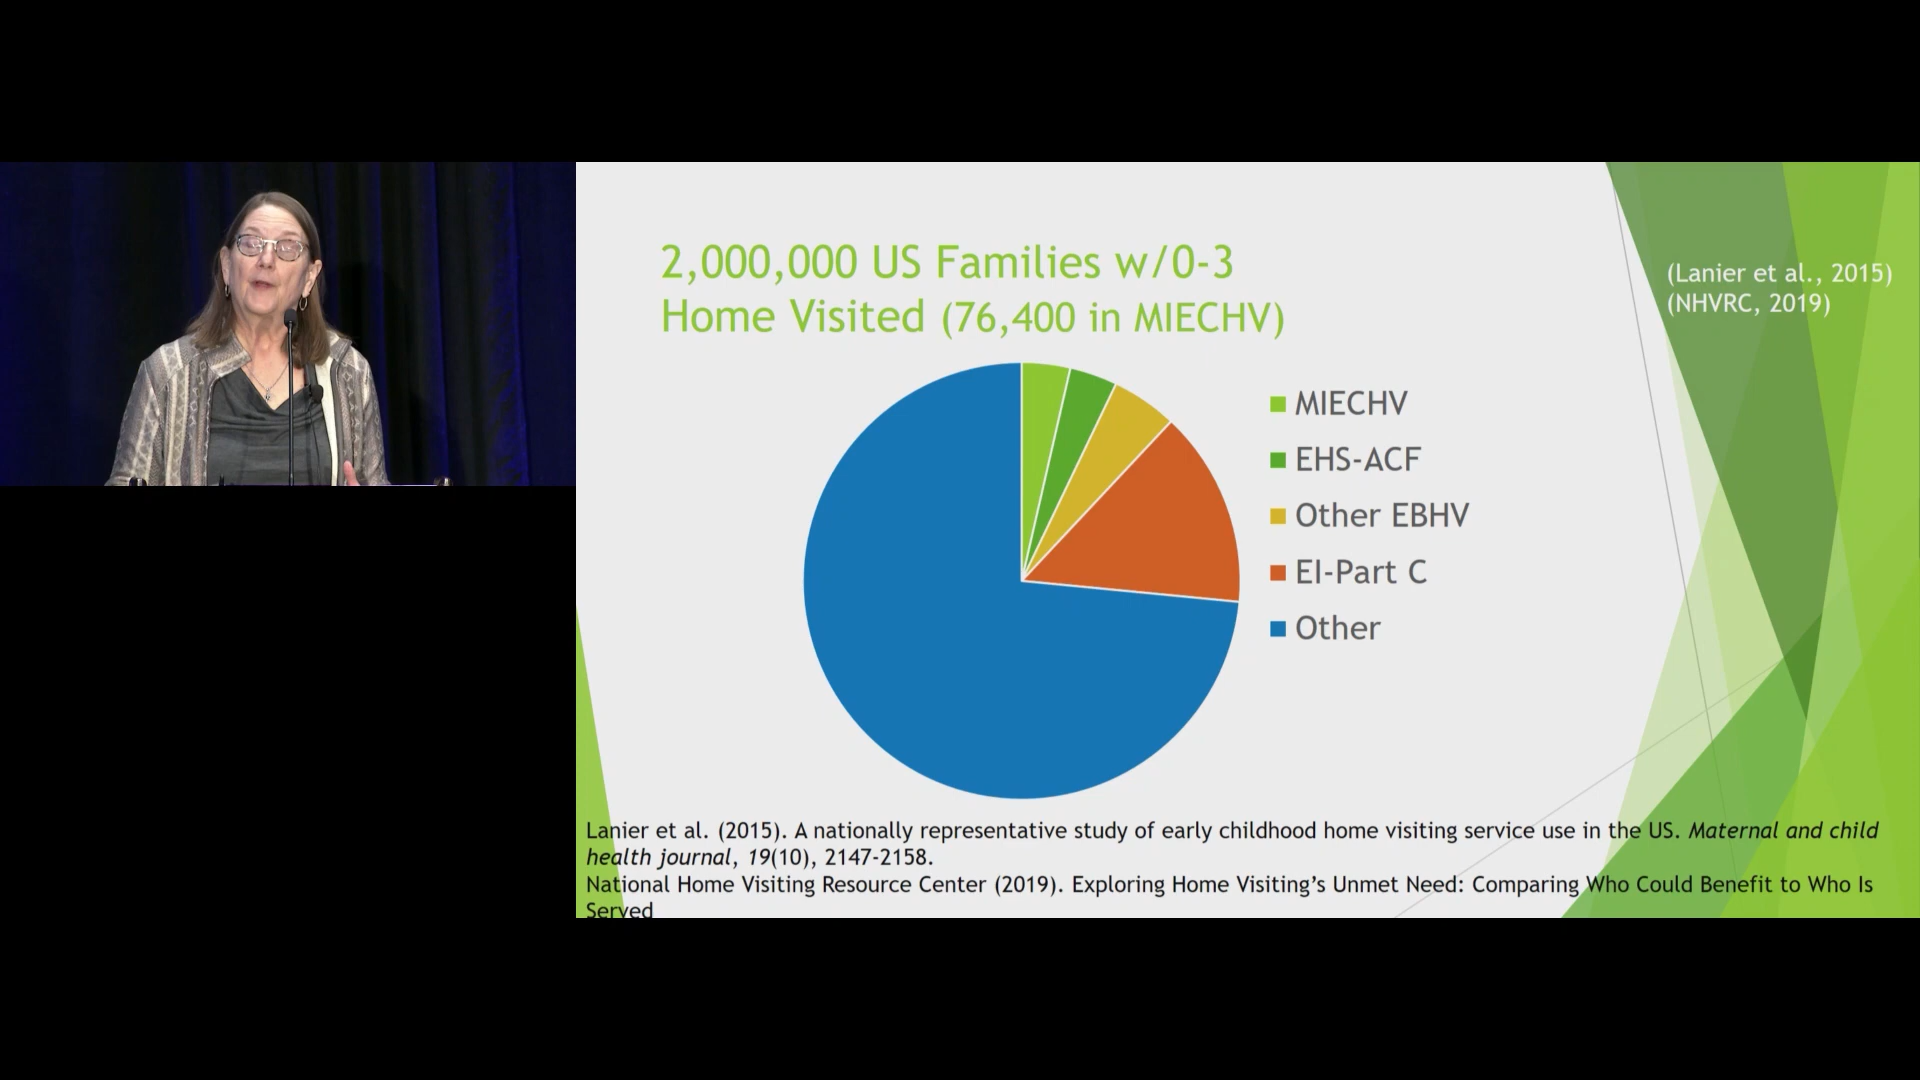 2,000,000 US Families w/0-3
Home Visited (76,400 in MIECHV)
(Lanier et al., 2015)
(NHVRC, 2019)
MIECHV
EHS-ACF
Other EBHV
EI-Part C
Other
Lanier et al. (2015). A nationally representative study of early childhood home visiting service use in the US. Maternal and child
health journal, 19(10), 2147-2158.
National Home Visiting Resource Center (2019). Exploring Home Visiting’s Unmet Need: Comparing Who Could Benefit to Who Is
Served